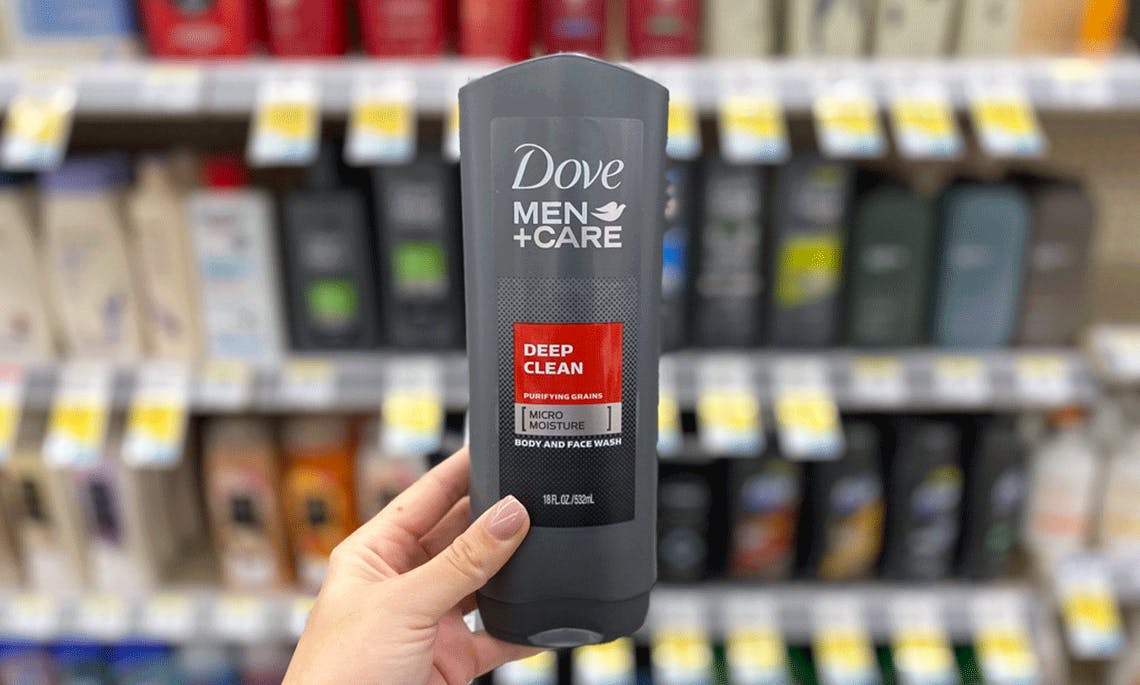 Dove
MEN
+CARE
DEEP
CLEAN
PURIFYING GRAINS
[MICRO
MOISTURE]
BODY AND FACE WASH
18 FL. OZ./532mL